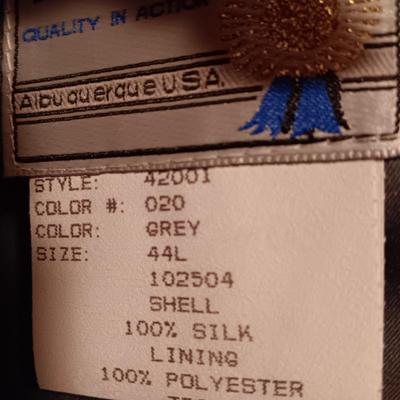 QUALITY IN ACTION
Albuquerque U.S.A.
STYLE: 42001
COLOR #: 020
COLOR: GREY
SIZE: 44L
102504
SHELL
100% SILK
LINING
100% POLYESTER